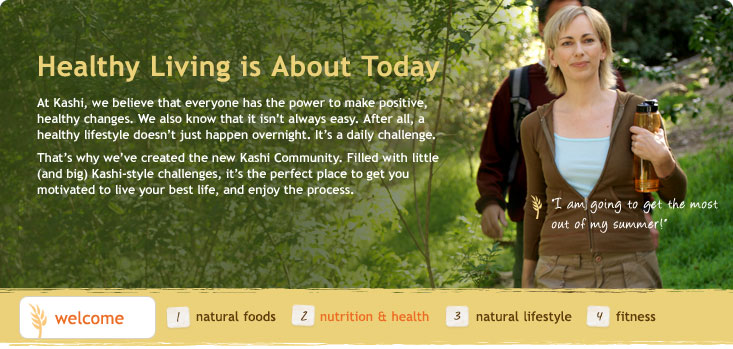 Healthy Living is About Today
At Kashi, we believe that everyone has the power to make positive,
healthy changes. We also know that it isn't always easy. After all, a
healthy lifestyle doesn't just happen overnight. It's a daily challenge.
That's why we've created the new Kashi Community. Filled with little
(and big) Kashi-style challenges, it's the perfect place to get you
motivated to live your best life, and enjoy the process.
"I am going to get the most
out of my summer!"
welcome
1 natural foods 2 nutrition & health 3 natural lifestyle 4 fitness